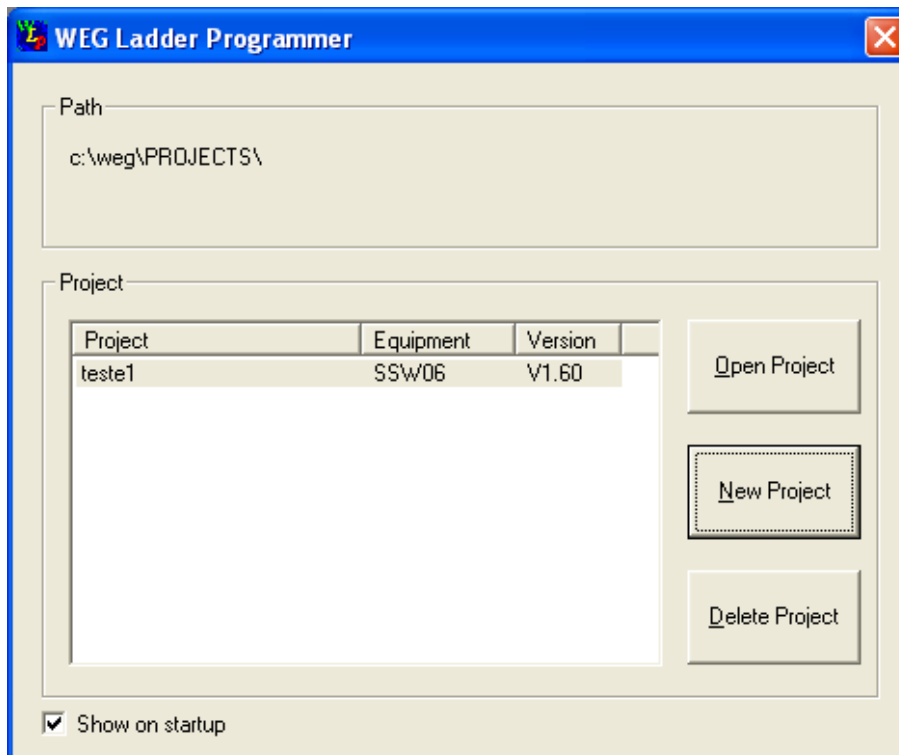 WEG Ladder Programmer
Path
c:\weg\PROJECTS\
Project
Project Equipment Version
teste1 SSW06 V1.60
Open Project
New Project
Delete Project
Show on startup